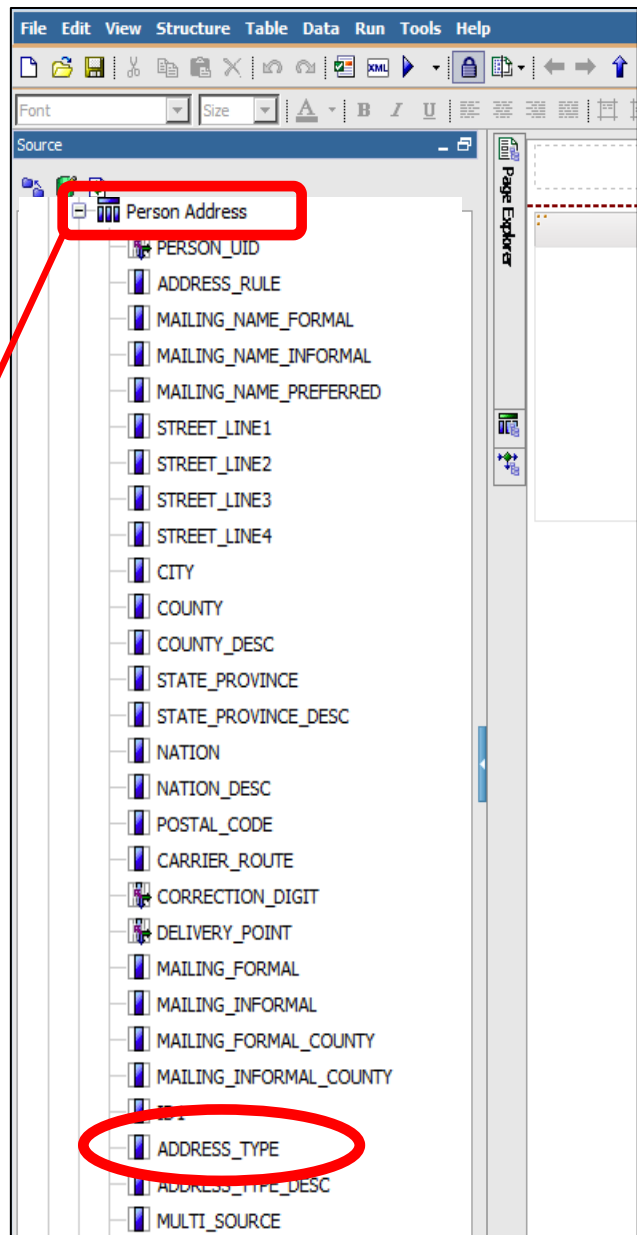 File Edit View Structure Table Data Run Tools Help
Font Size A B I U
Source
Page Explorer
Person Address
PERSON_UID
ADDRESS_RULE
MAILING_NAME_FORMAL
MAILING_NAME_INFORMAL
MAILING_NAME_PREFERRED
STREET_LINE1
STREET_LINE2
STREET_LINE3
STREET_LINE4
CITY
COUNTY
COUNTY_DESC
STATE_PROVINCE
STATE_PROVINCE_DESC
NATION
NATION_DESC
POSTAL_CODE
CARRIER_ROUTE
CORRECTION_DIGIT
DELIVERY_POINT
MAILING_FORMAL
MAILING_INFORMAL
MAILING_FORMAL_COUNTY
MAILING_INFORMAL_COUNTY
ADDRESS_TYPE
ADDRESS_TYPE_DESC
MULTI_SOURCE